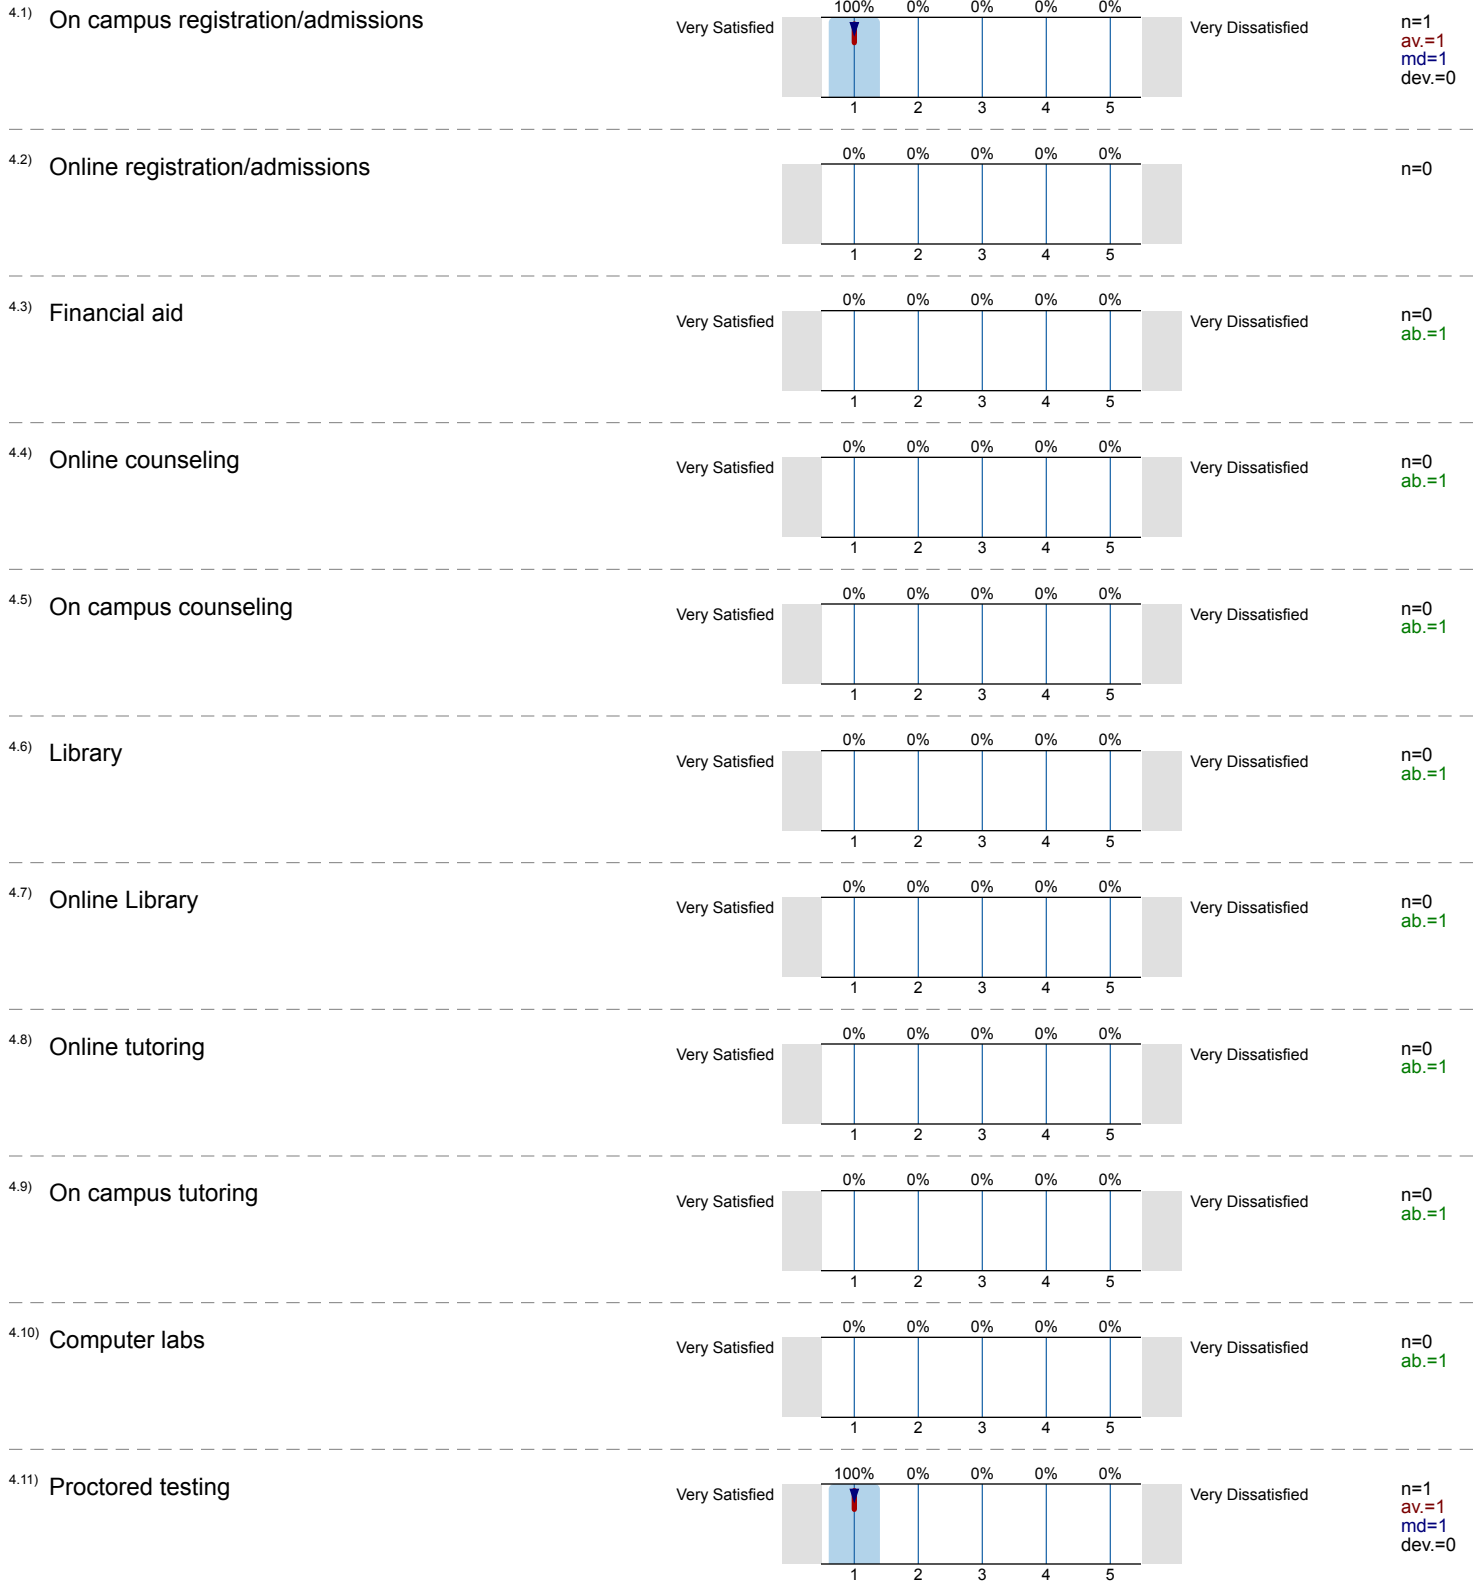 4.1) On campus registration/admissions
100% 0% 0% 0% 0%
Very Satisfied
Very Dissatisfied
n=1
av.=1
md=1
dev.=0
1 2 3 4 5
4.2) Online registration/admissions
0% 0% 0% 0% 0%
n=0
1 2 3 4 5
4.3) Financial aid
0% 0% 0% 0% 0%
Very Satisfied
Very Dissatisfied
n=0
ab.=1
1 2 3 4 5
4.4) Online counseling
0% 0% 0% 0% 0%
Very Satisfied
Very Dissatisfied
n=0
ab.=1
1 2 3 4 5
4.5) On campus counseling
0% 0% 0% 0% 0%
Very Satisfied
Very Dissatisfied
n=0
ab.=1
1 2 3 4 5
4.6) Library
0% 0% 0% 0% 0%
Very Satisfied
Very Dissatisfied
n=0
ab.=1
1 2 3 4 5
4.7) Online Library
0% 0% 0% 0% 0%
Very Satisfied
Very Dissatisfied
n=0
ab.=1
1 2 3 4 5
4.8) Online tutoring
0% 0% 0% 0% 0%
Very Satisfied
Very Dissatisfied
n=0
ab.=1
1 2 3 4 5
4.9) On campus tutoring
0% 0% 0% 0% 0%
Very Satisfied
Very Dissatisfied
n=0
ab.=1
1 2 3 4 5
4.10) Computer labs
0% 0% 0% 0% 0%
Very Satisfied
Very Dissatisfied
n=0
ab.=1
1 2 3 4 5
4.11) Proctored testing
100% 0% 0% 0% 0%
Very Satisfied
Very Dissatisfied
n=1
av.=1
md=1
dev.=0
1 2 3 4 5